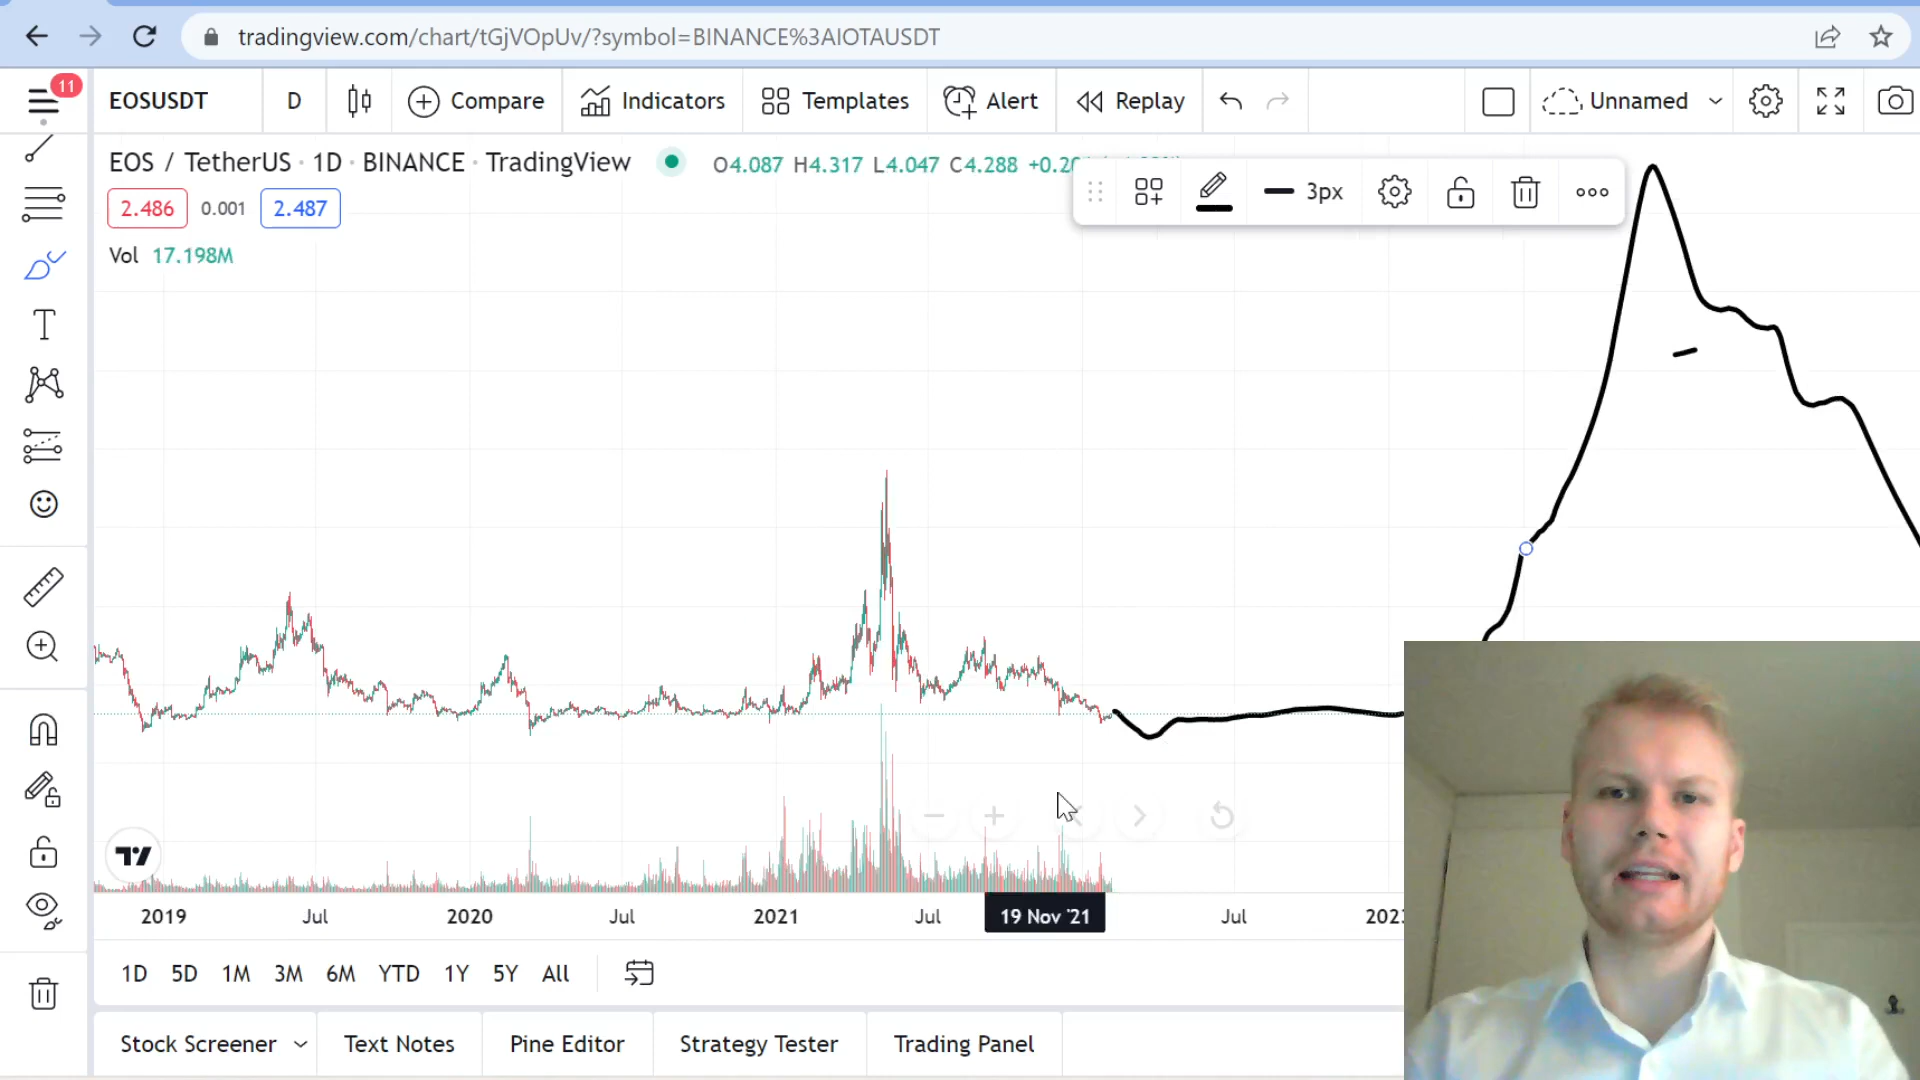 tradingview.com/chart/tGjVOpUv/?symbol=BINANCE%3AIOTAUSDT
11
EOSUSDT
D
Compare
Indicators
Templates
Alert
Replay
Unnamed
EOS / TetherUS · 1D · BINANCE · TradingView
O4.087 H4.317 L4.047 C4.288
3px
2.486
0.001
2.487
Vol 17.198M
2019
Jul
2020
Jul
2021
Jul
19 Nov '21
Jul
1D 5D 1M 3M 6M YTD 1Y 5Y All
Stock Screener
Text Notes
Pine Editor
Strategy Tester
Trading Panel